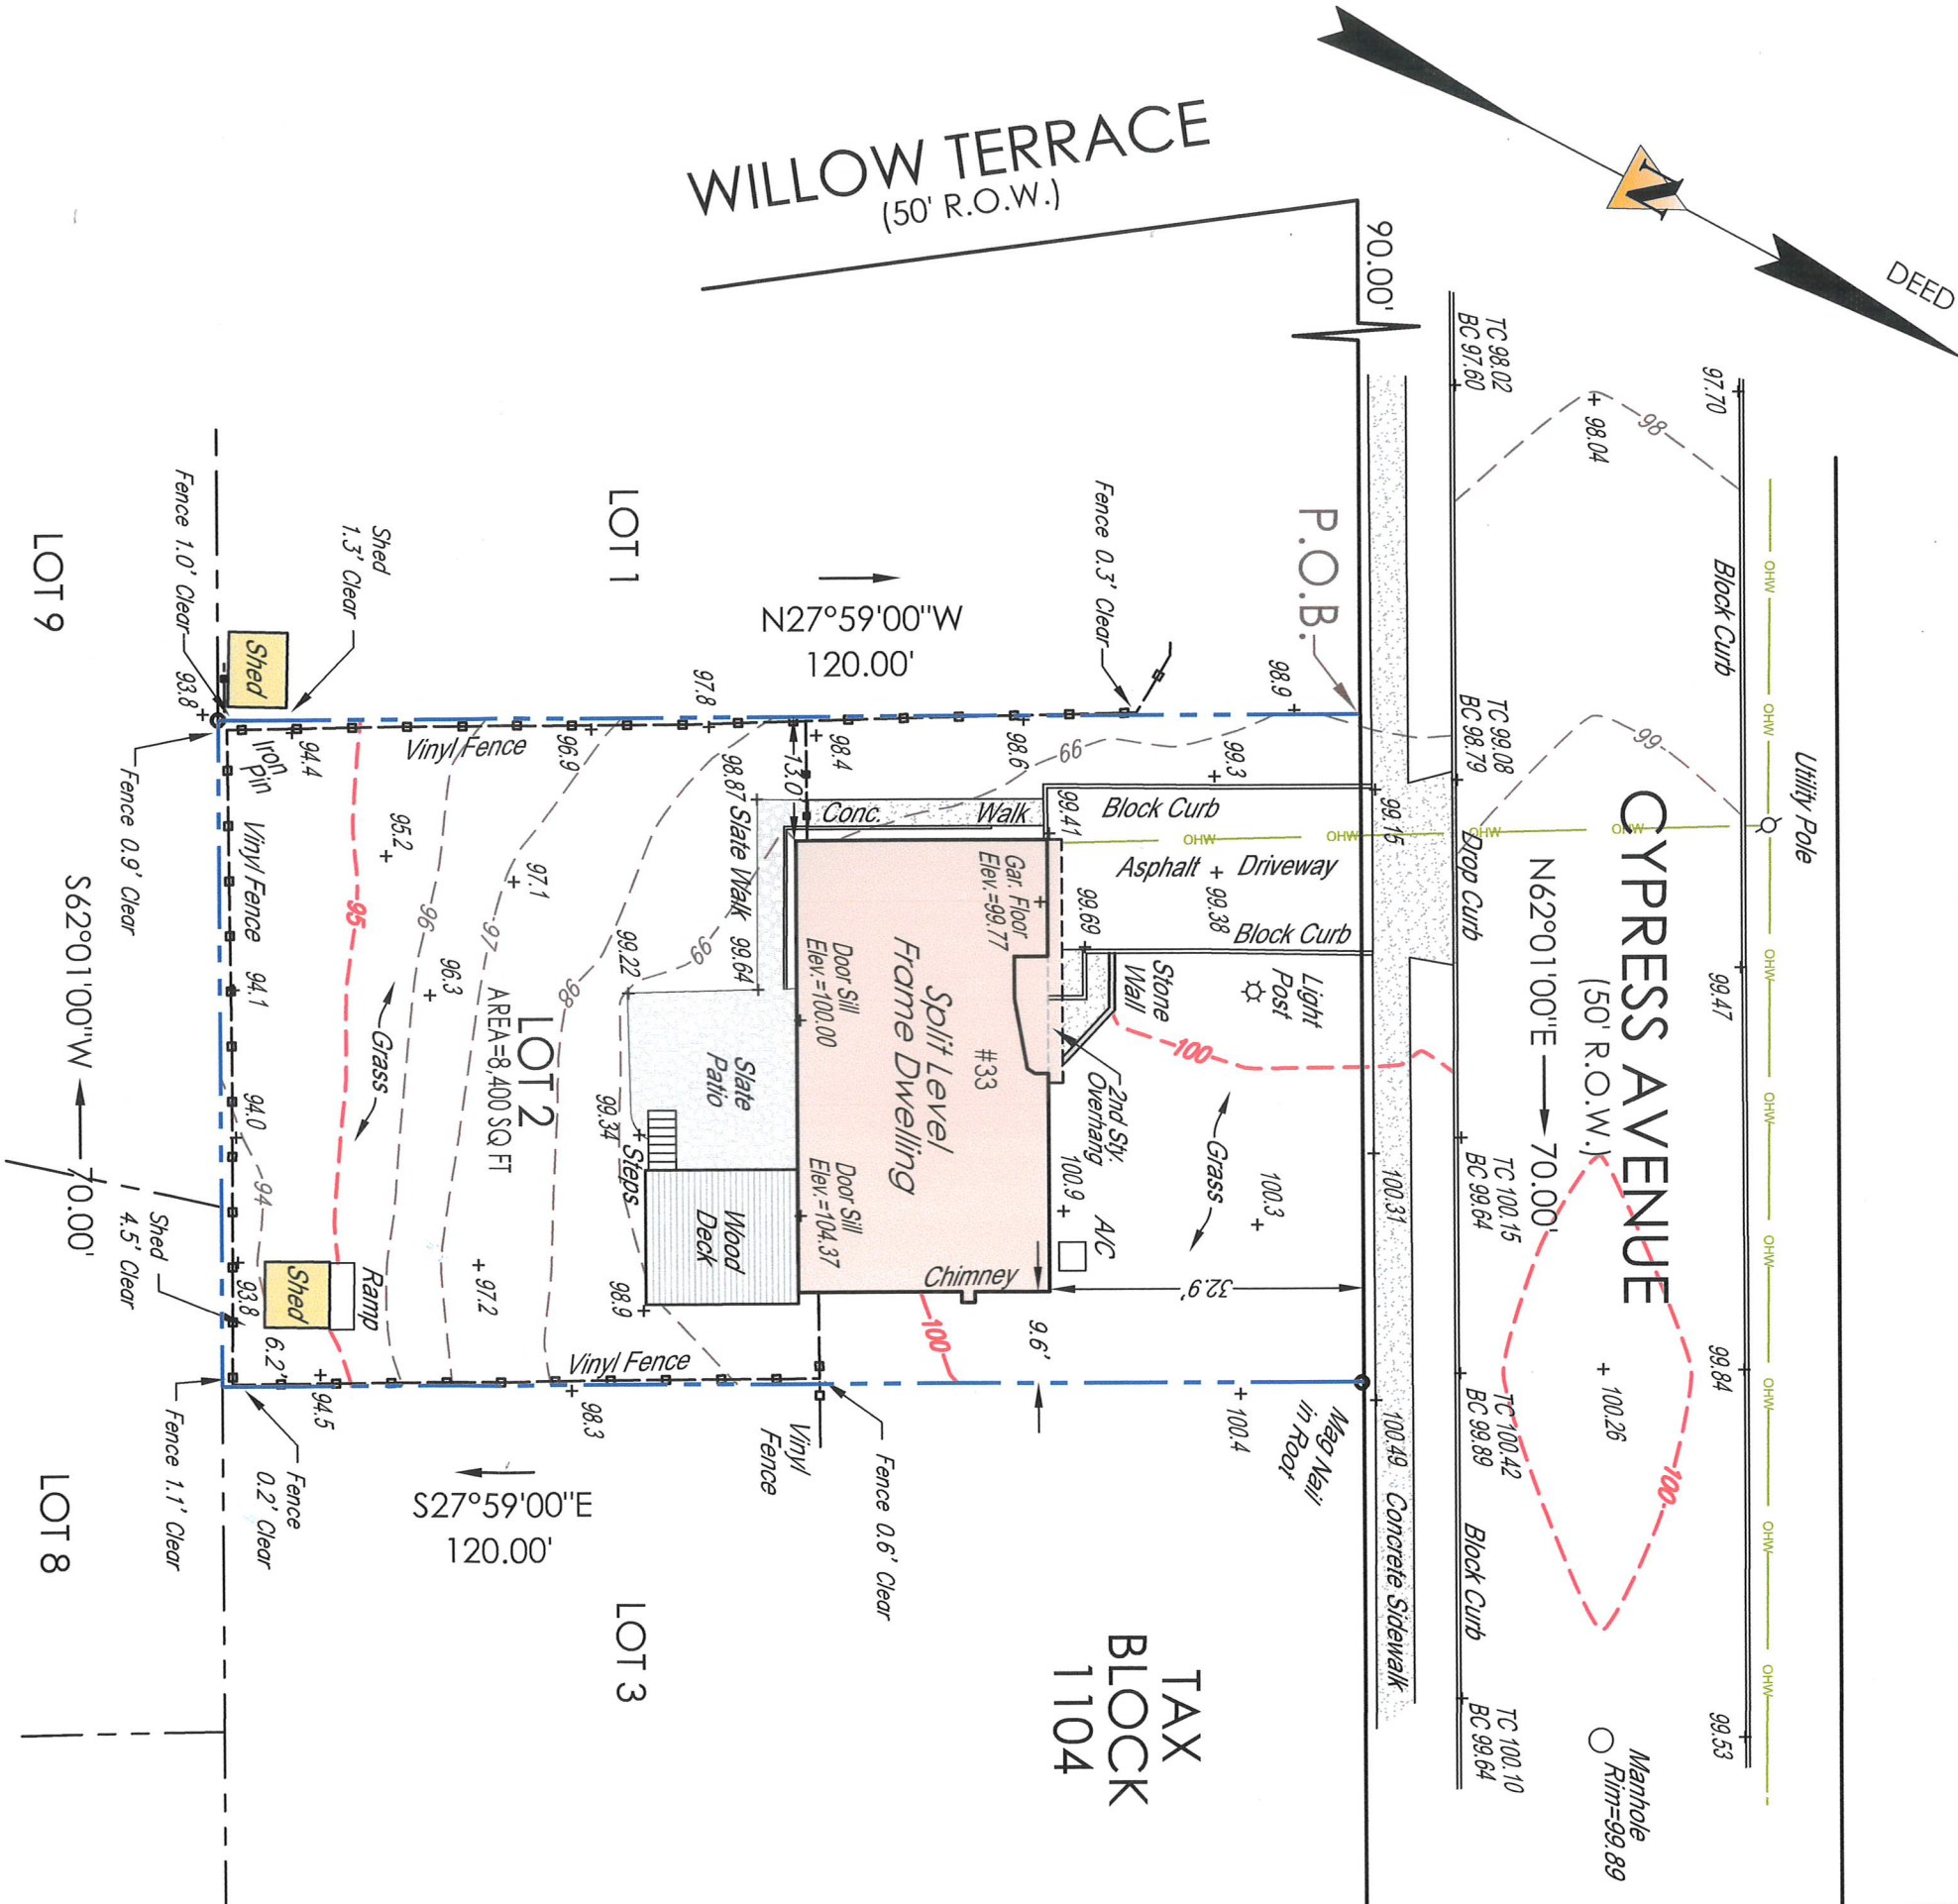 DEED
N
WILLOW TERRACE
(50' R.O.W.)
90.00'
TC 98.02
BC 97.60
98.04
98
97.70
Block Curb
OHW
OHW
OHW
OHW
OHW
OHW
OHW
OHW
OHW
Utility Pole
CYPRESS AVENUE
(50' R.O.W.)
N62°01'00"E
70.00'
99
99.47
99.84
99.53
100.26
100
Manhole
Rim=99.89
TC 99.08
BC 98.79
Drop Curb
TC 100.15
BC 99.64
TC 100.42
BC 99.89
Block Curb
TC 100.10
BC 99.64
99.15
100.31
100.49
Concrete Sidewalk
P.O.B.
98.9
99.3
Block Curb
OHW
OHW
OHW
OHW
Asphalt
Driveway
99.38
Block Curb
Light
Post
Stone
Wall
99.69
99.41
100
2nd Sty.
Overhang
Grass
100.3
100.9
A/C
32.9'
9.6'
100.4
Mag Nail
in Root
Fence 0.3' Clear
N27°59'00"W
120.00'
LOT 1
99
98.6
98.4
97.8
13.0'
Conc.
Walk
98.87
Slate Walk
99.64
99.22
99
Gar. Floor
Elev.=99.77
#33
Split Level
Frame Dwelling
Door Sill
Elev.=100.00
Door Sill
Elev.=104.37
Chimney
100
Slate
Patio
Steps
99.34
Wood
Deck
98.9
Vinyl Fence
Vinyl
Fence
Fence 0.6' Clear
98.3
S27°59'00"E
120.00'
LOT 3
TAX
BLOCK
1104
LOT 2
AREA=8,400 SQ FT
98
97
96
95
94
97.1
96.9
96.3
95.2
97.2
Vinyl Fence
94.4
Iron
Pin
Grass
Vinyl Fence
94.1
94.0
93.8
Ramp
Shed
6.2'
94.5
Shed
4.5' Clear
Fence
0.2' Clear
Fence 1.1' Clear
Shed
1.3' Clear
Shed
Fence 1.0' Clear
93.8
Fence 0.9' Clear
S62°01'00"W
70.00'
LOT 9
LOT 8